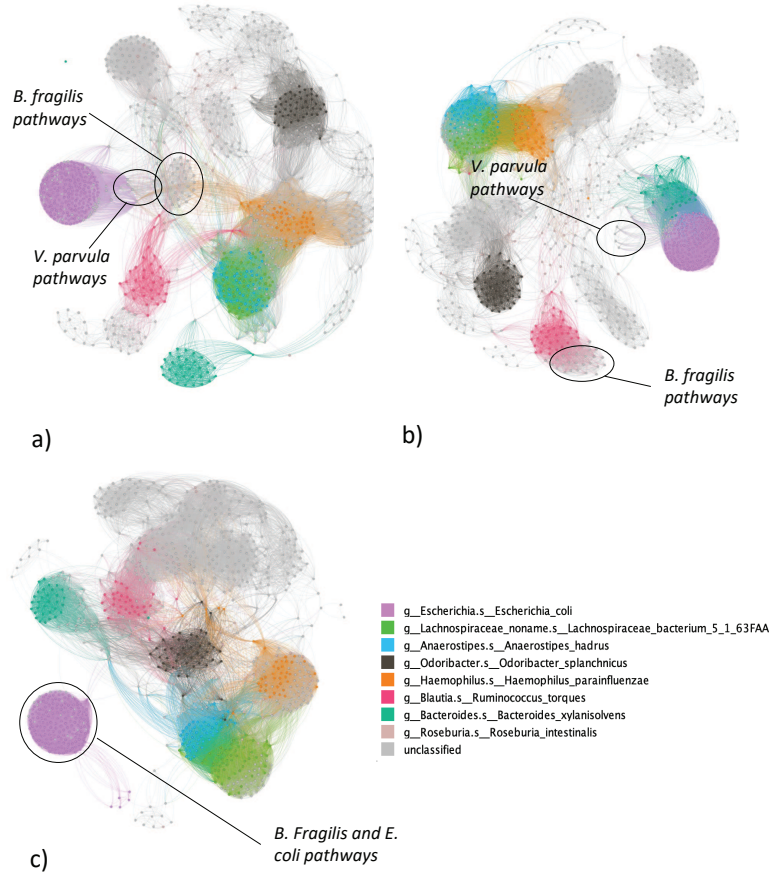 B. fragilis
pathways
V. parvula
pathways
a)
V. parvula
pathways
B. fragilis
pathways
b)
g__Escherichia.s__Escherichia_coli
g__Lachnospiraceae_noname.s__Lachnospiraceae_bacterium_5_1_63FAA
g__Anaerostipes.s__Anaerostipes_hadrus
g__Odoribacter.s__Odoribacter_splanchnicus
g__Haemophilus.s__Haemophilus_parainfluenzae
g__Blautia.s__Ruminococcus_torques
g__Bacteroides.s__Bacteroides_xylanisolvens
g__Roseburia.s__Roseburia_intestinalis
unclassified
B. Fragilis and E.
coli pathways
c)